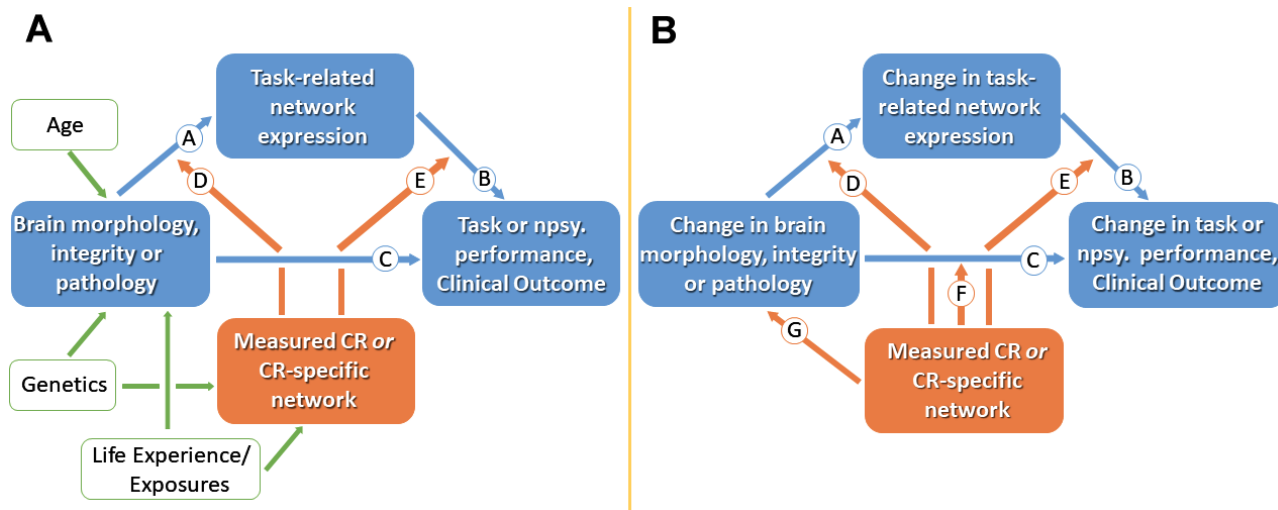 A
Task-related
network
expression
Age
A
D
E
B
Brain morphology,
integrity or
pathology
C
Task or npsy.
performance,
Clinical Outcome
Measured CR or
CR-specific
network
Genetics
Life Experience/
Exposures
B
Change in task-
related network
expression
A
D
E
B
Change in brain
morphology, integrity
or pathology
C
F
G
Change in task or
npsy. performance,
Clinical Outcome
Measured CR or
CR-specific
network